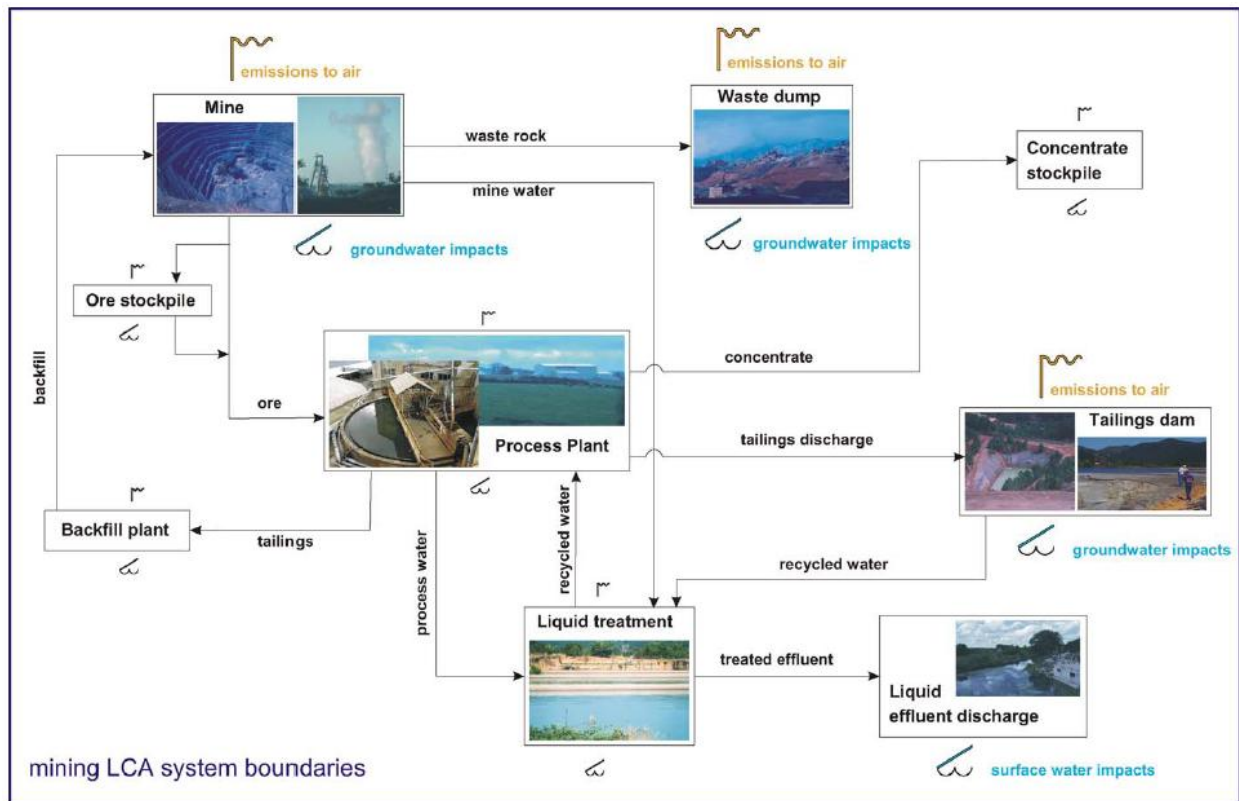 emissions to air
emissions to air
Mine
Waste dump
waste rock
Concentrate
stockpile
mine water
groundwater impacts
groundwater impacts
Ore stockpile
backfill
concentrate
emissions to air
ore
Process Plant
tailings discharge
Tailings dam
Backfill plant
tailings
process water
recycled water
recycled water
groundwater impacts
Liquid treatment
treated effluent
Liquid
effluent discharge
mining LCA system boundaries
surface water impacts